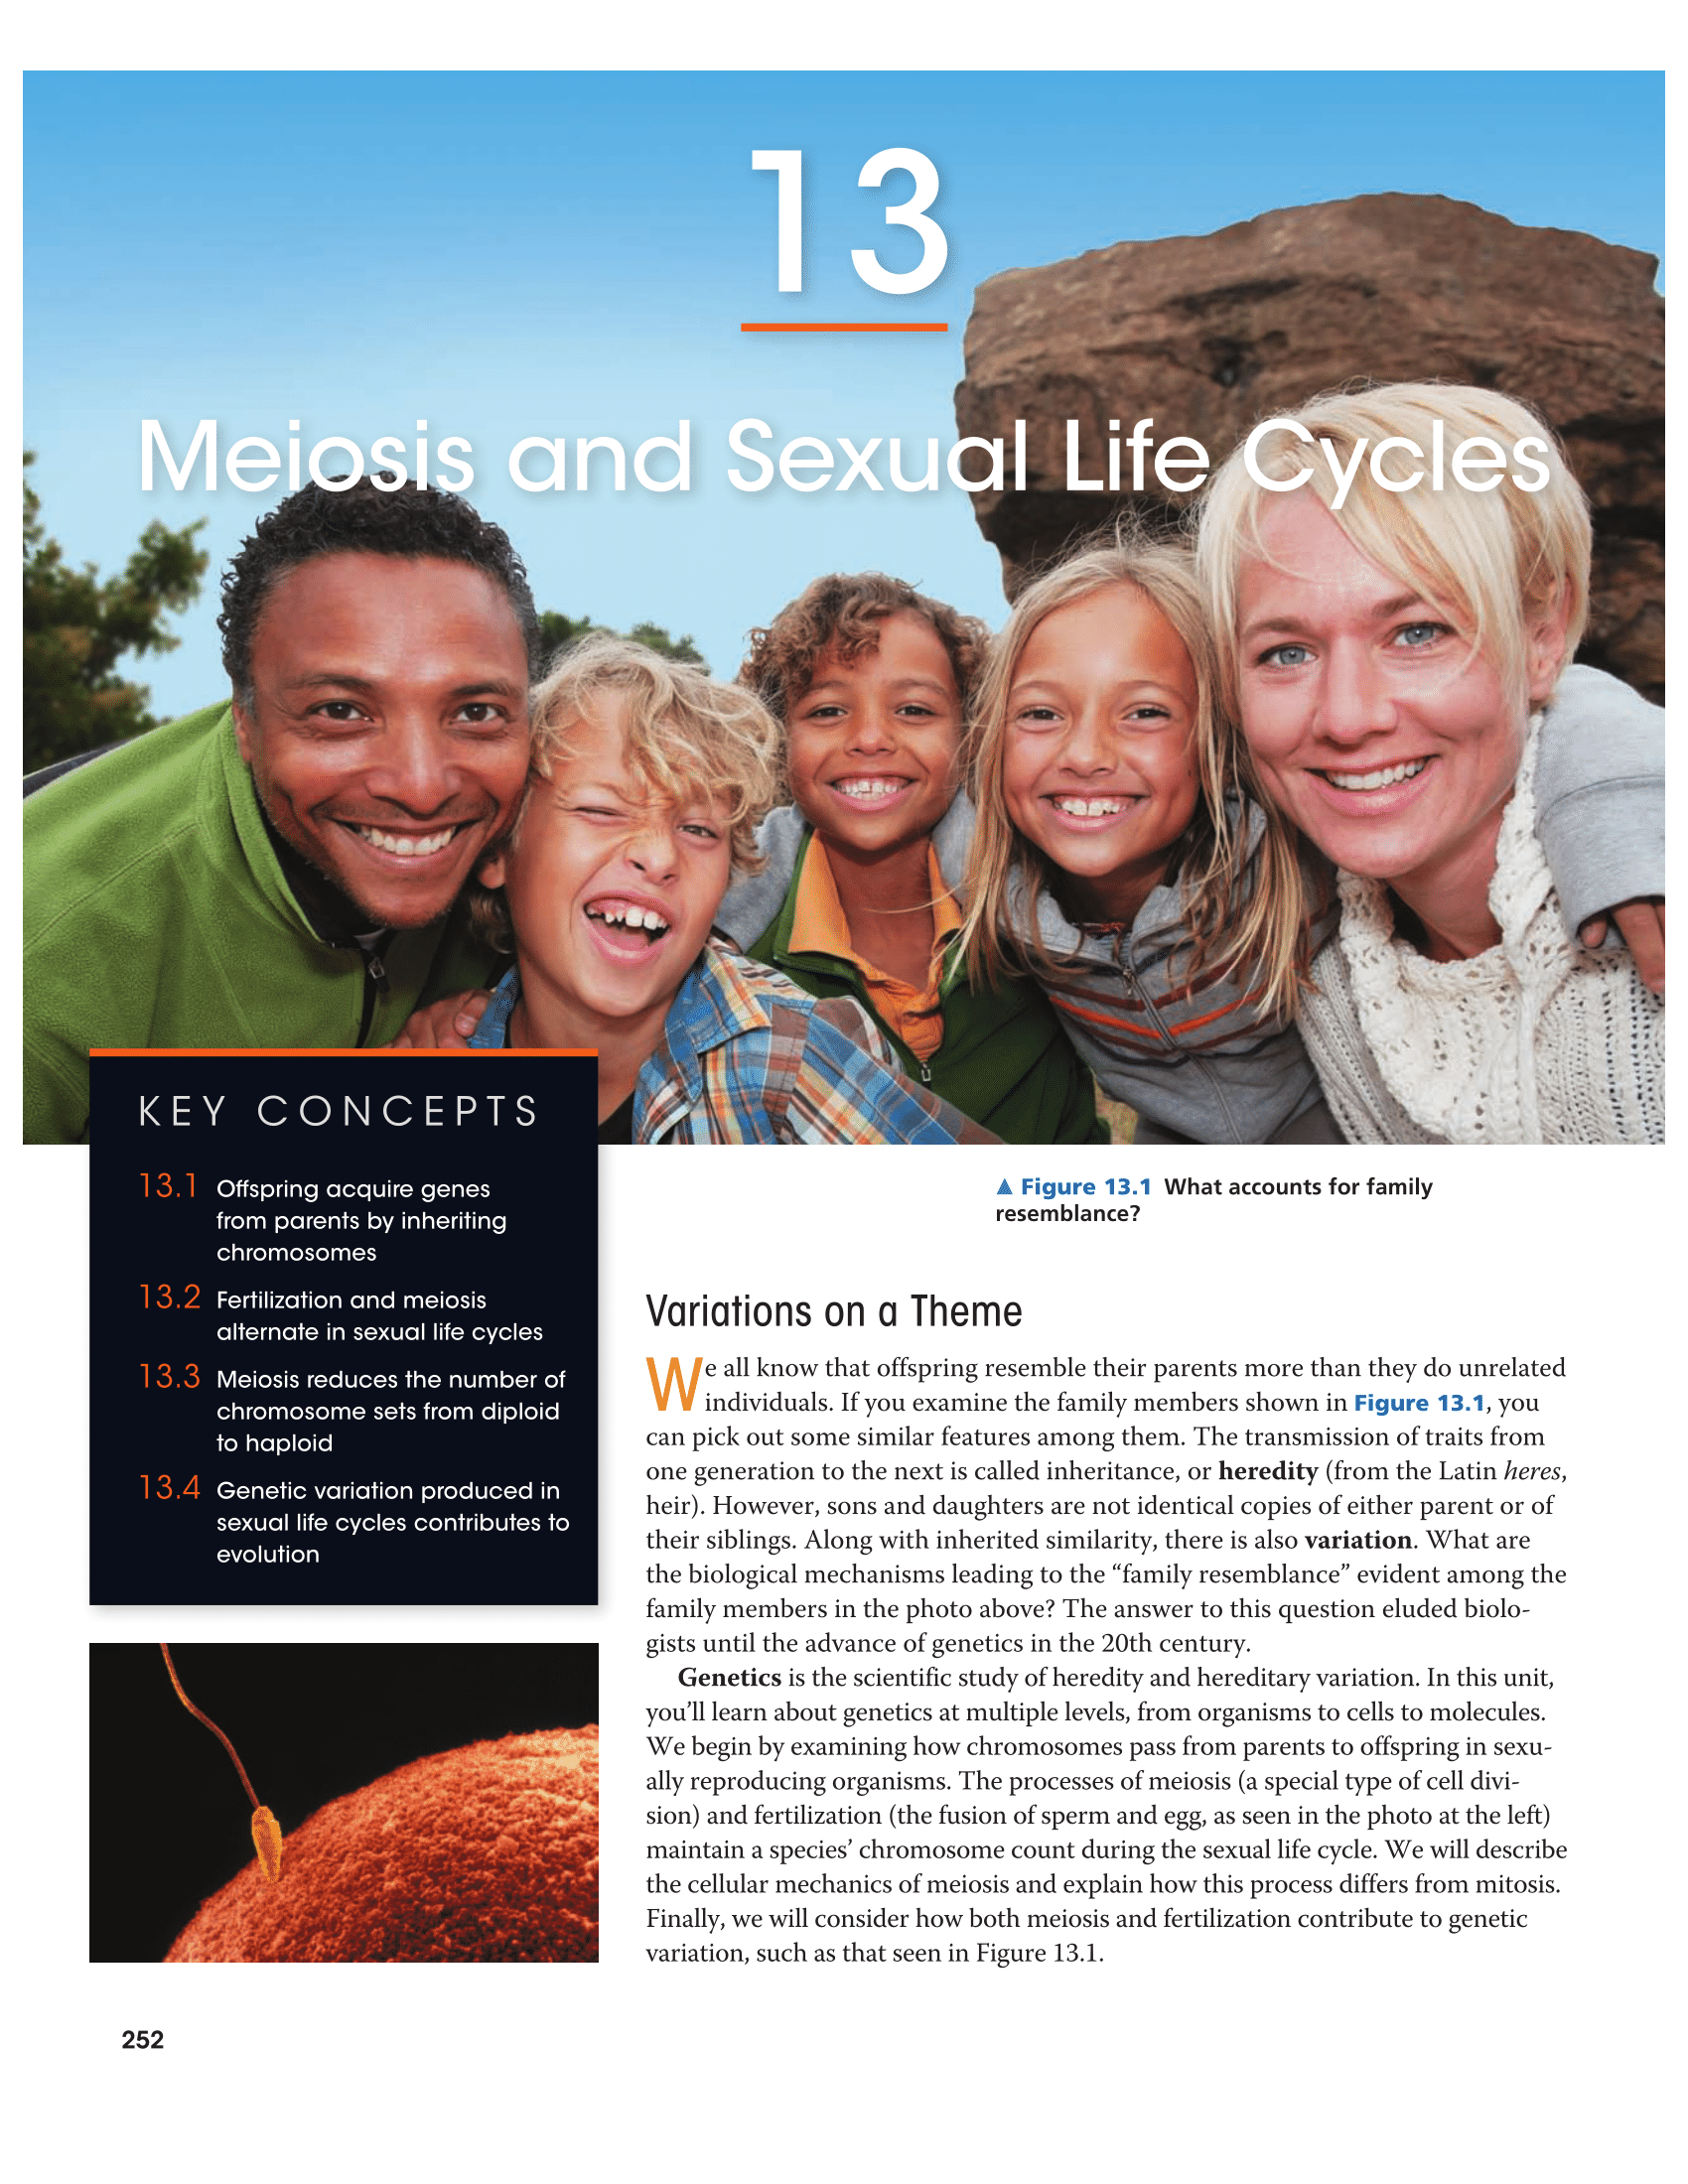 13
Meiosis and Sexual Life Cycles
KEY CONCEPTS
13.1 Offspring acquire genes
from parents by inheriting
chromosomes
13.2 Fertilization and meiosis
alternate in sexual life cycles
13.3 Meiosis reduces the number of
chromosome sets from diploid
to haploid
13.4 Genetic variation produced in
sexual life cycles contributes to
evolution
▲ Figure 13.1 What accounts for family
resemblance?
Variations on a Theme
We all know that offspring resemble their parents more than they do unrelated
individuals. If you examine the family members shown in Figure 13.1, you
can pick out some similar features among them. The transmission of traits from
one generation to the next is called inheritance, or heredity (from the Latin heres,
heir). However, sons and daughters are not identical copies of either parent or of
their siblings. Along with inherited similarity, there is also variation. What are
the biological mechanisms leading to the “family resemblance” evident among the
family members in the photo above? The answer to this question eluded biolo-
gists until the advance of genetics in the 20th century.
Genetics is the scientific study of heredity and hereditary variation. In this unit,
you’ll learn about genetics at multiple levels, from organisms to cells to molecules.
We begin by examining how chromosomes pass from parents to offspring in sexu-
ally reproducing organisms. The processes of meiosis (a special type of cell divi-
sion) and fertilization (the fusion of sperm and egg, as seen in the photo at the left)
maintain a species’ chromosome count during the sexual life cycle. We will describe
the cellular mechanics of meiosis and explain how this process differs from mitosis.
Finally, we will consider how both meiosis and fertilization contribute to genetic
variation, such as that seen in Figure 13.1.
252